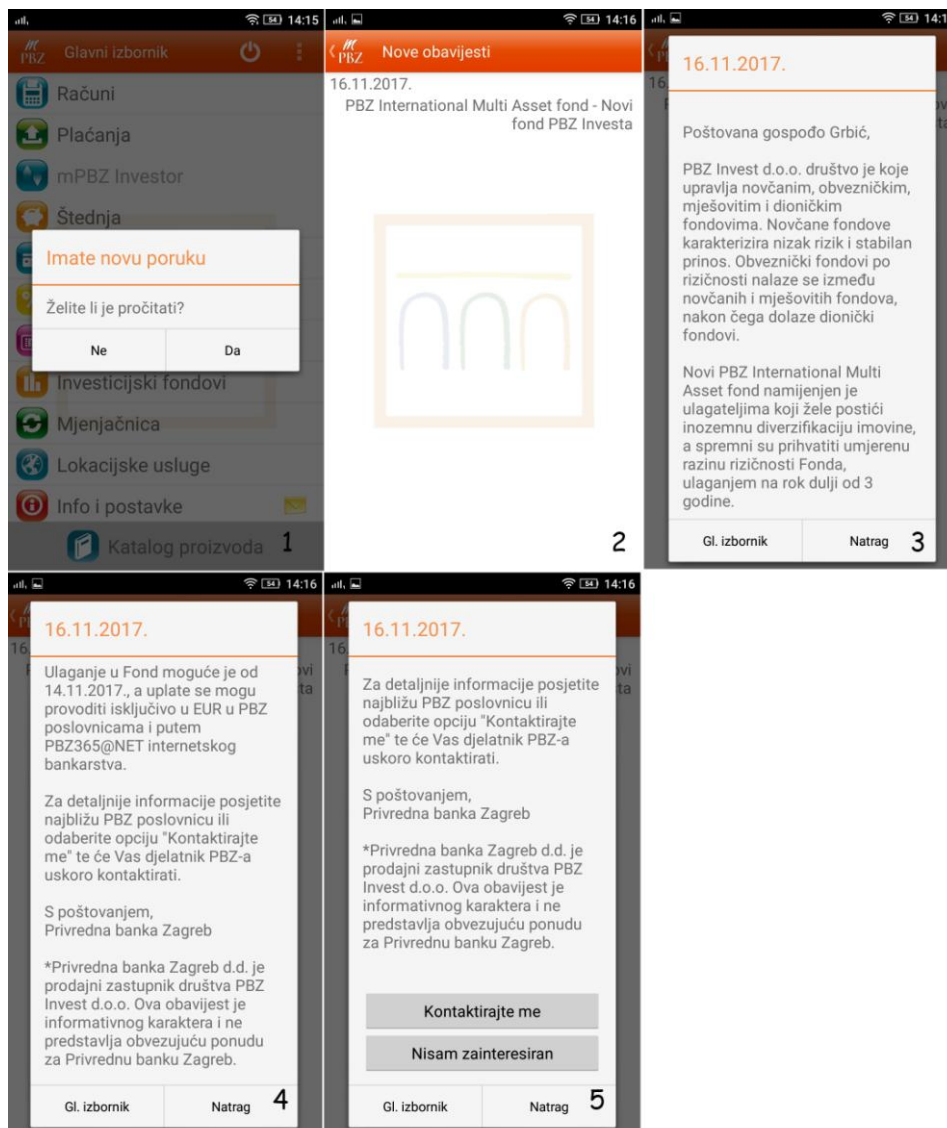 14:15
PBZ Glavni izbornik
Računi
Plaćanja
mPBZ Investor
Štednja
Imate novu poruku
Želite li je pročitati?
Ne Da
Investicijski fondovi
Mjenjačnica
Lokacijske usluge
Info i postavke
Katalog proizvoda 1
54 14:16
PBZ Nove obavijesti
16.11.2017.
PBZ International Multi Asset fond - Novi
fond PBZ Investa
2
54
16.11.2017.
Poštovana gospođo Grbić,
PBZ Invest d.o.o. društvo je koje
upravlja novčanim, obvezničkim,
mješovitim i dioničkim
fondovima. Novčane fondove
karakterizira nizak rizik i stabilan
prinos. Obveznički fondovi po
rizičnosti nalaze se između
novčanih i mješovitih fondova,
nakon čega dolaze dionički
fondovi.
Novi PBZ International Multi
Asset fond namijenjen je
ulagateljima koji žele postići
inozemnu diverzifikaciju imovine,
a spremni su prihvatiti umjerenu
razinu rizičnosti Fonda,
ulaganjem na rok dulji od 3
godine.
Gl. izbornik Natrag 3
54 14:16
16.11.2017.
Ulaganje u Fond moguće je od
14.11.2017., a uplate se mogu
provoditi isključivo u EUR u PBZ
poslovnicama i putem
PBZ365@NET internetskog
bankarstva.
Za detaljnije informacije posjetite
najbližu PBZ poslovnicu ili
odaberite opciju "Kontaktirajte
me" te će Vas djelatnik PBZ-a
uskoro kontaktirati.
S poštovanjem,
Privredna banka Zagreb
*Privredna banka Zagreb d.d. je
prodajni zastupnik društva PBZ
Invest d.o.o. Ova obavijest je
informativnog karaktera i ne
predstavlja obvezujuću ponudu
za Privrednu banku Zagreb.
Gl. izbornik Natrag 4
54 14:16
16.11.2017.
Za detaljnije informacije posjetite
najbližu PBZ poslovnicu ili
odaberite opciju "Kontaktirajte
me" te će Vas djelatnik PBZ-a
uskoro kontaktirati.
S poštovanjem,
Privredna banka Zagreb
*Privredna banka Zagreb d.d. je
prodajni zastupnik društva PBZ
Invest d.o.o. Ova obavijest je
informativnog karaktera i ne
predstavlja obvezujuću ponudu
za Privrednu banku Zagreb.
Kontaktirajte me
Nisam zainteresiran
Gl. izbornik Natrag 5